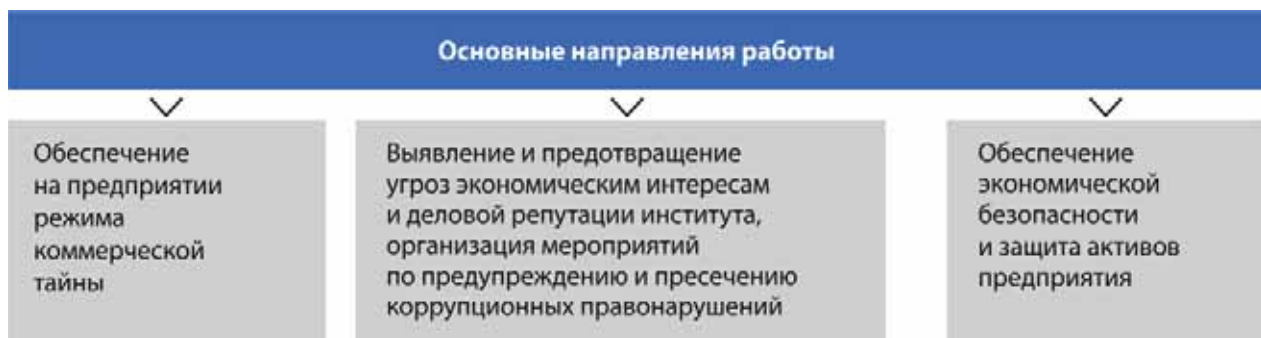 Основные направления работы
Обеспечение
на предприятии
режима
коммерческой
тайны
Выявление и предотвращение
угроз экономическим интересам
и деловой репутации института,
организация мероприятий
по предупреждению и пресечению
коррупционных правонарушений
Обеспечение
экономической
безопасности
и защита активов
предприятия